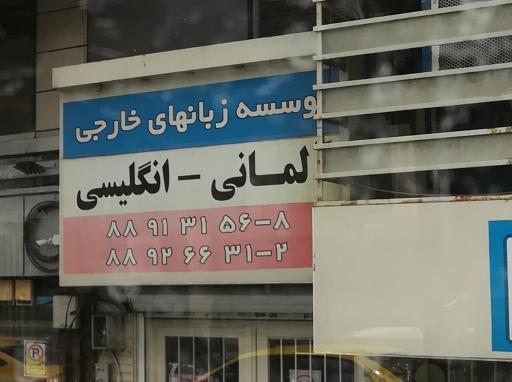 وسسه زبانهای خارجی
لمانی - انگلیسی
۸۸ ۹۱ ۳۱ ۵۶-۸
۸۸ ۹۲ ۶۶ ۳۱-۲